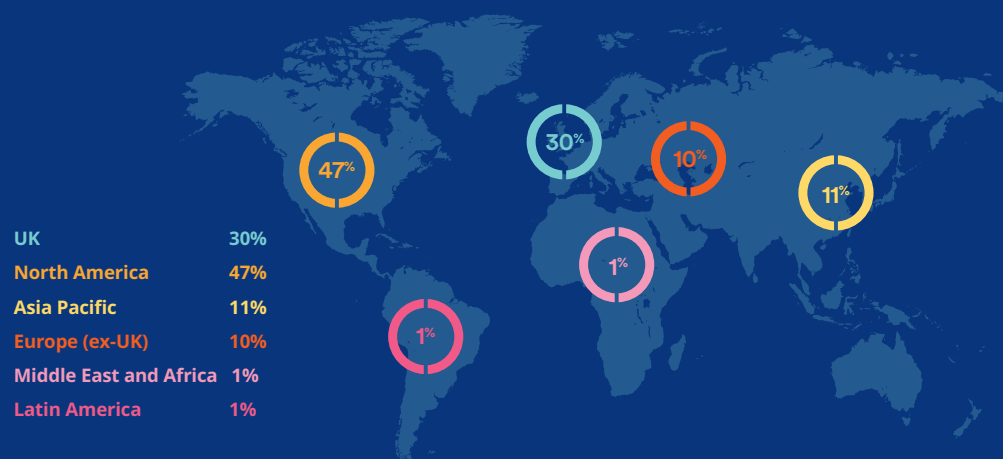 47%
30%
10%
11%
1%
1%
UK 30%
North America 47%
Asia Pacific 11%
Europe (ex-UK) 10%
Middle East and Africa 1%
Latin America 1%